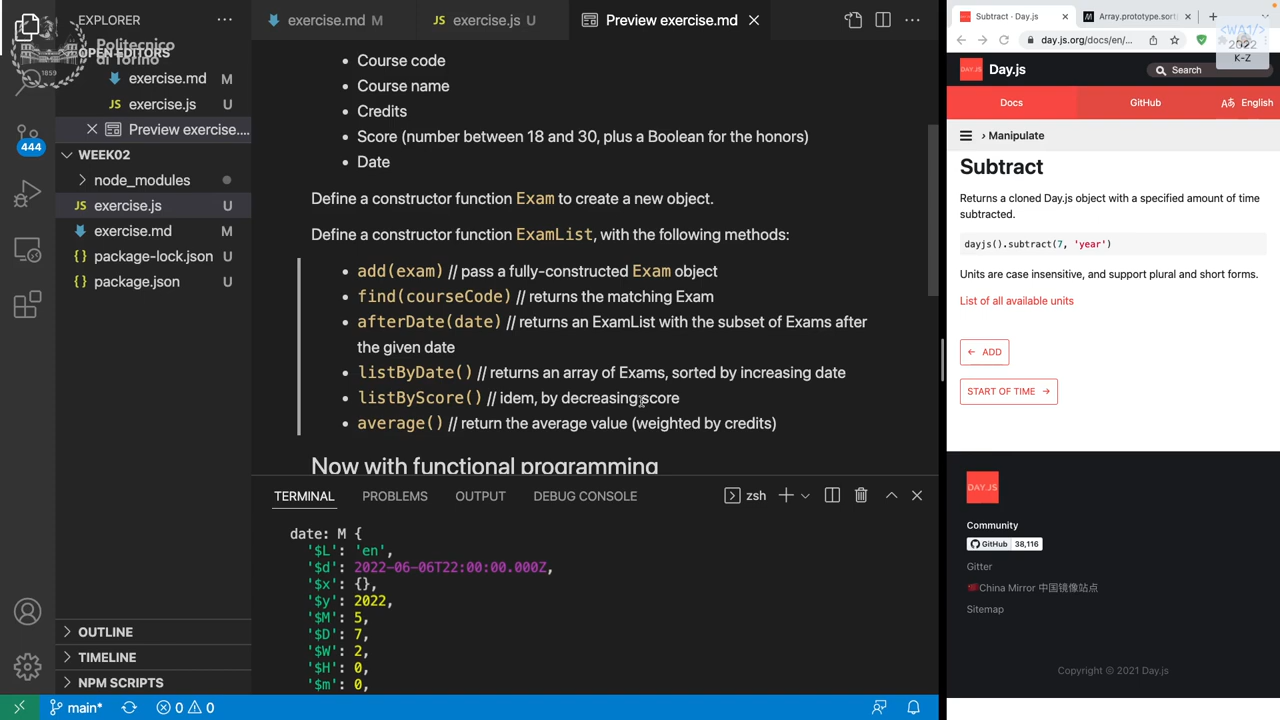 EXPLORER
OPEN EDITORS
Politecnico
di Torino
1859
exercise.md M
exercise.js U
Preview exercise....
WEEK02
node_modules
exercise.js U
exercise.md M
package-lock.json U
package.json U
OUTLINE
TIMELINE
NPM SCRIPTS
444
exercise.md M
exercise.js U
Preview exercise.md
Course code
Course name
Credits
Score (number between 18 and 30, plus a Boolean for the honors)
Date
Define a constructor function Exam to create a new object.
Define a constructor function ExamList, with the following methods:
add(exam) // pass a fully-constructed Exam object
find(courseCode) // returns the matching Exam
afterDate(date) // returns an ExamList with the subset of Exams after
the given date
listByDate() // returns an array of Exams, sorted by increasing date
listByScore() // idem, by decreasing score
average() // return the average value (weighted by credits)
Now with functional programming
TERMINAL PROBLEMS OUTPUT DEBUG CONSOLE zsh
date: M {
'$L': 'en',
'$d': 2022-06-06T22:00:00.000Z,
'$x': {},
'$y': 2022,
'$M': 5,
'$D': 7,
'$W': 2,
'$H': 0,
'$m': 0,
main* 0 0
Subtract · Day.js
Array.prototype.sort
day.js.org/docs/en/...
<WA1/>
2022
K-Z
DAY.JS
Day.js
Search
Docs GitHub English
› Manipulate
Subtract
Returns a cloned Day.js object with a specified amount of time
subtracted.
dayjs().subtract(7, 'year')
Units are case insensitive, and support plural and short forms.
List of all available units
← ADD
START OF TIME →
DAY.JS
Community
GitHub 38,116
Gitter
China Mirror 中国镜像站点
Sitemap
Copyright © 2021 Day.js